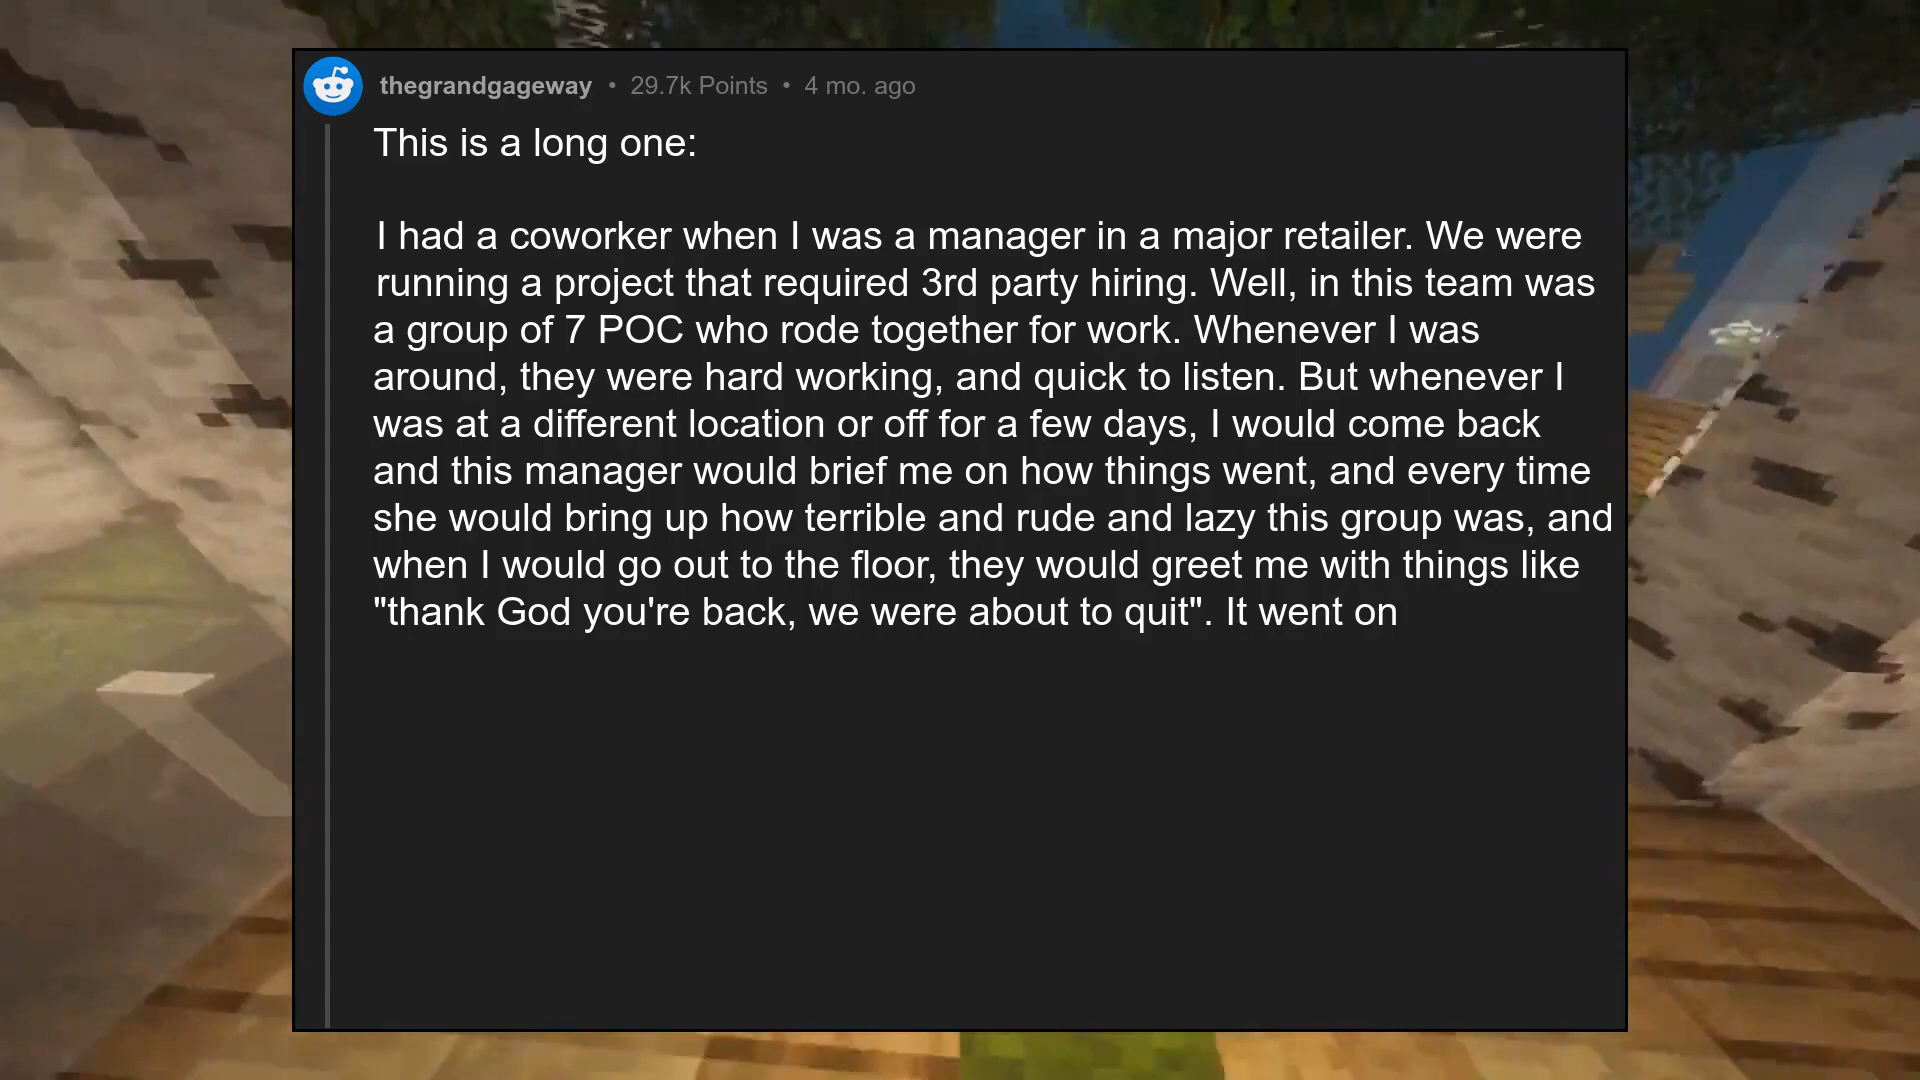 thegrandgageway • 29.7k Points • 4 mo. ago
This is a long one:
I had a coworker when I was a manager in a major retailer. We were
running a project that required 3rd party hiring. Well, in this team was
a group of 7 POC who rode together for work. Whenever I was
around, they were hard working, and quick to listen. But whenever I
was at a different location or off for a few days, I would come back
and this manager would brief me on how things went, and every time
she would bring up how terrible and rude and lazy this group was, and
when I would go out to the floor, they would greet me with things like
"thank God you're back, we were about to quit". It went on